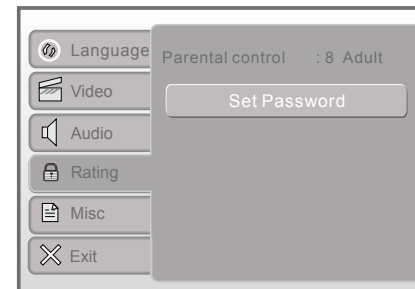 Language
Video
Audio
Rating
Misc
Exit
Parental control : 8 Adult
Set Password